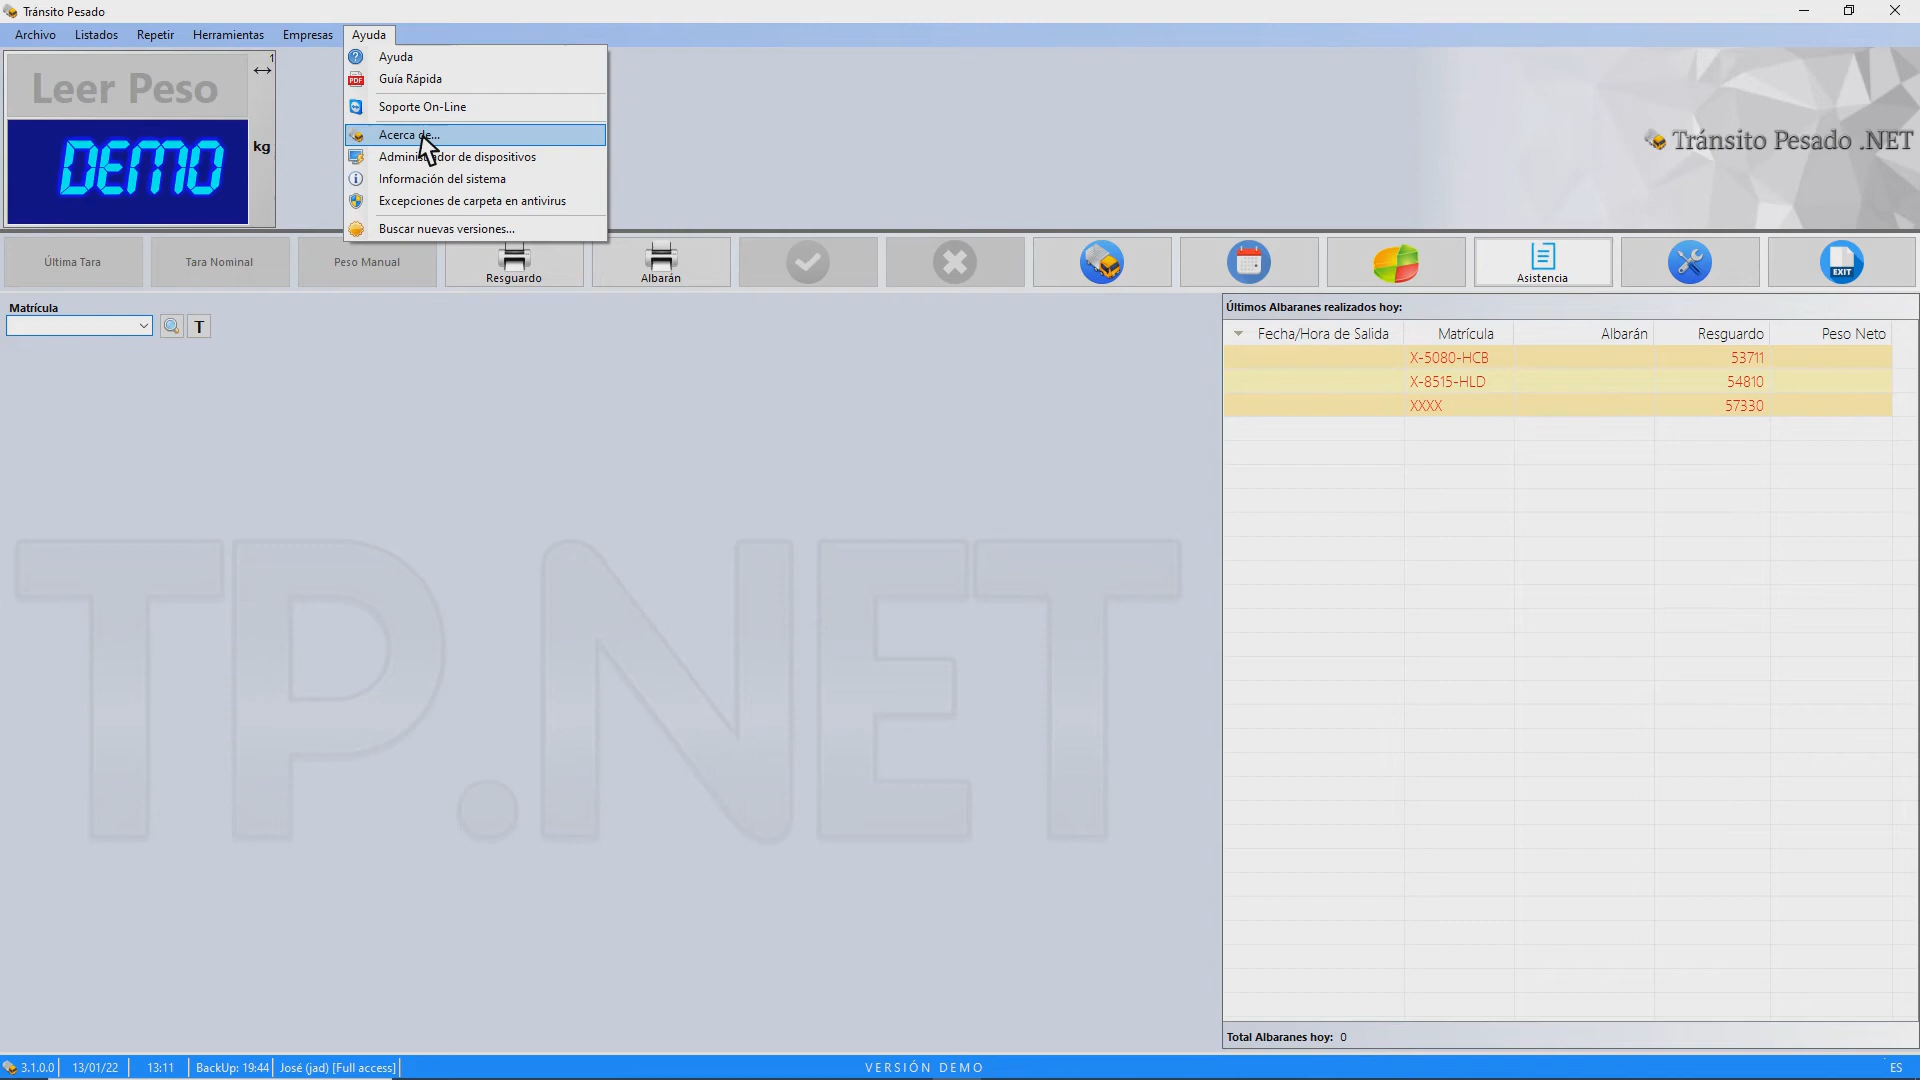 Tránsito Pesado
Archivo Listados Repetir Herramientas Empresas Ayuda
Leer Peso
1
DEMO
kg
Ayuda
Guía Rápida
Soporte On-Line
Acerca de...
Administrador de dispositivos
Información del sistema
Excepciones de carpeta en antivirus
Buscar nuevas versiones...
Tránsito Pesado .NET
Última Tara Tara Nominal Peso Manual Resguardo Albarán EXIT Asistencia
Matrícula
T
TP.NET
Últimos Albaranes realizados hoy:
Fecha/Hora de Salida Matrícula Albarán Resguardo Peso Neto
X-5080-HCB 53711
X-8515-HLD 54810
XXXX 57330
Total Albaranes hoy: 0
3.1.0.0 13/01/22 13:11 BackUp: 19:44 José (jad) [Full access] VERSIÓN DEMO ES